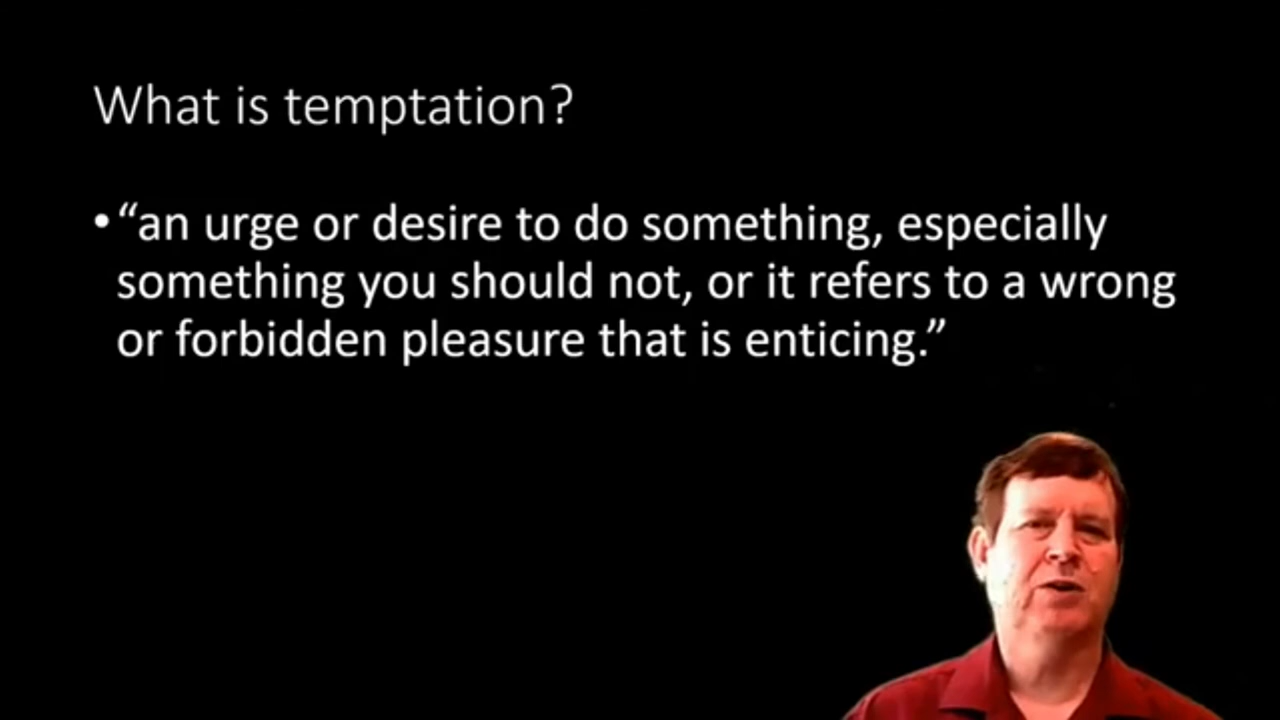 What is temptation?
• “an urge or desire to do something, especially
something you should not, or it refers to a wrong
or forbidden pleasure that is enticing.”